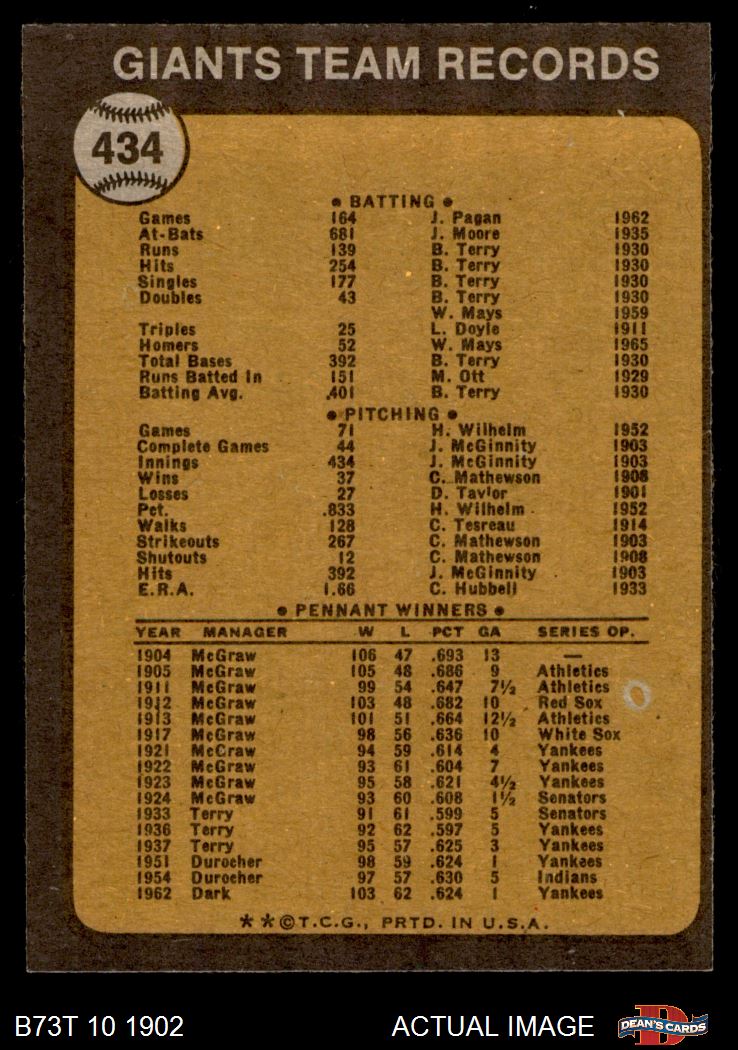 GIANTS TEAM RECORDS
434
• BATTING •
Games 164 J. Pagan 1962
At-Bats 681 J. Moore 1935
Runs 139 B. Terry 1930
Hits 254 B. Terry 1930
Singles 177 B. Terry 1930
Doubles 43 B. Terry 1930
W. Mays 1959
Triples 25 L. Doyle 1911
Homers 52 W. Mays 1965
Total Bases 392 B. Terry 1930
Runs Batted In 151 M. Ott 1929
Batting Avg. .401 B. Terry 1930
• PITCHING •
Games 71 H. Wilhelm 1952
Complete Games 44 J. McGinnity 1903
Innings 434 J. McGinnity 1903
Wins 37 C. Mathewson 1908
Losses 27 D. Taylor 1901
Pct. .833 H. Wilhelm 1952
Walks 128 C. Tesreau 1914
Strikeouts 267 C. Mathewson 1903
Shutouts 12 C. Mathewson 1908
Hits 392 J. McGinnity 1903
E.R.A. 1.66 C. Hubbell 1933
• PENNANT WINNERS •
YEAR MANAGER W L PCT GA SERIES OP.
1904 McGraw 106 47 .693 13 —
1905 McGraw 105 48 .686 9 Athletics
1911 McGraw 99 54 .647 7½ Athletics
1912 McGraw 103 48 .682 10 Red Sox
1913 McGraw 101 51 .664 12½ Athletics
1917 McGraw 98 56 .636 10 White Sox
1921 McCraw 94 59 .614 4 Yankees
1922 McGraw 93 61 .604 7 Yankees
1923 McGraw 95 58 .621 4½ Yankees
1924 McGraw 93 60 .608 1½ Senators
1933 Terry 91 61 .599 5 Senators
1936 Terry 92 62 .597 5 Yankees
1937 Terry 95 57 .625 3 Yankees
1951 Durocher 98 59 .624 1 Yankees
1954 Durocher 97 57 .630 5 Indians
1962 Dark 103 62 .624 1 Yankees
* * © T.C.G., PRTD. IN U.S.A.
B73T 10 1902 ACTUAL IMAGE
D
DEAN'S CARDS